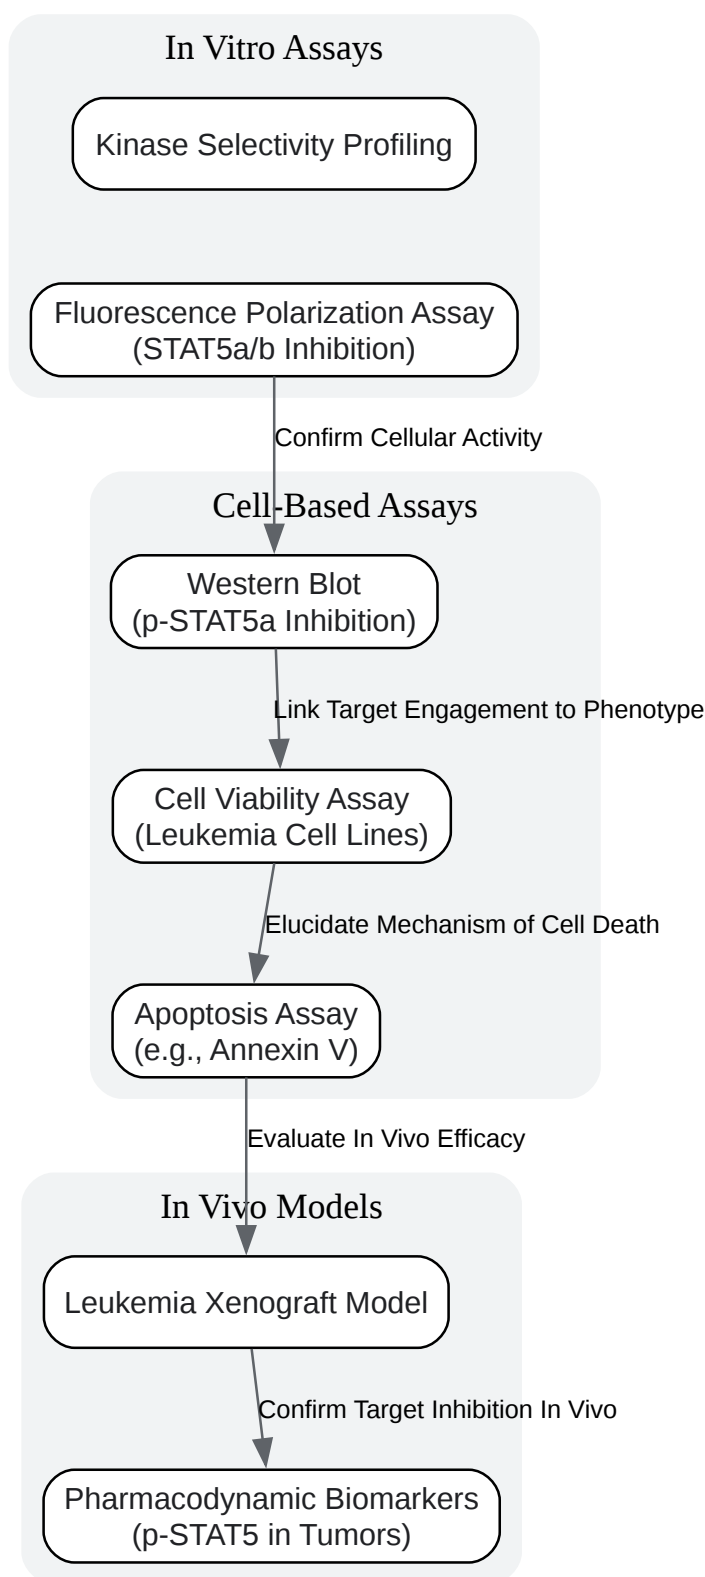 In Vitro Assays
Kinase Selectivity Profiling
Fluorescence Polarization Assay
(STAT5a/b Inhibition)
Confirm Cellular Activity
Cell-Based Assays
Western Blot
(p-STAT5a Inhibition)
Link Target Engagement to Phenotype
Cell Viability Assay
(Leukemia Cell Lines)
Elucidate Mechanism of Cell Death
Apoptosis Assay
(e.g., Annexin V)
Evaluate In Vivo Efficacy
In Vivo Models
Leukemia Xenograft Model
Confirm Target Inhibition In Vivo
Pharmacodynamic Biomarkers
(p-STAT5 in Tumors)